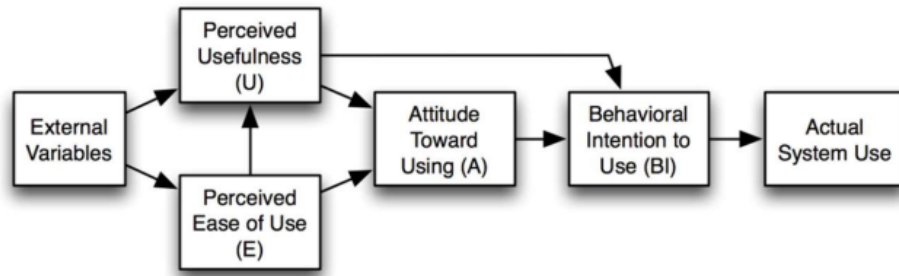 Perceived
Usefulness
(U)
External
Variables
Perceived
Ease of Use
(E)
Attitude
Toward
Using (A)
Behavioral
Intention to
Use (BI)
Actual
System Use